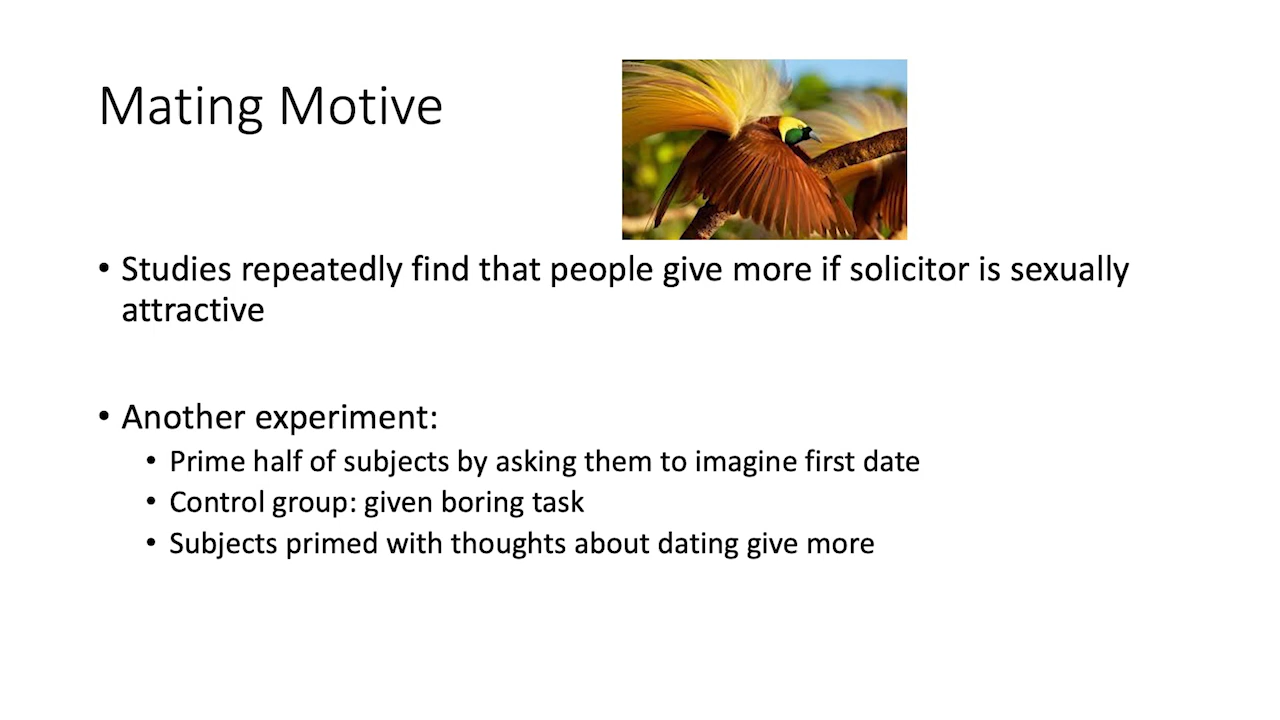 Mating Motive
• Studies repeatedly find that people give more if solicitor is sexually
attractive
• Another experiment:
• Prime half of subjects by asking them to imagine first date
• Control group: given boring task
• Subjects primed with thoughts about dating give more